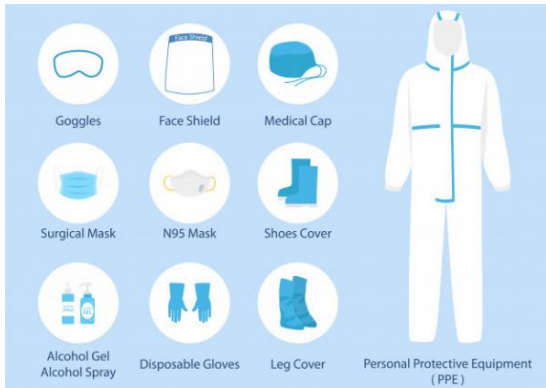 Face Shield
Goggles
Face Shield
Medical Cap
Surgical Mask
N95 Mask
Shoes Cover
Alcohol Gel
Alcohol Spray
Disposable Gloves
Leg Cover
Personal Protective Equipment
( PPE )